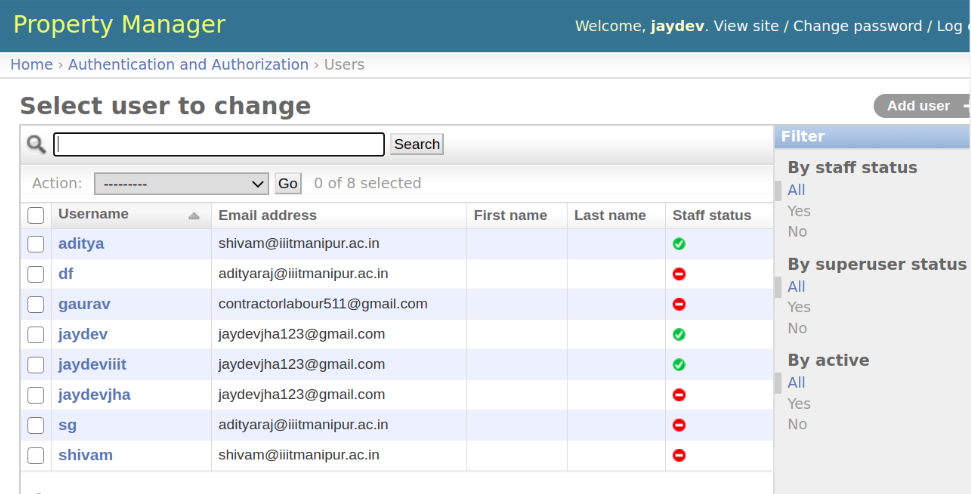 Property Manager
Welcome, jaydev. View site / Change password / Log
Home › Authentication and Authorization › Users
Select user to change
Add user +
Search
Filter
Action: --------- Go 0 of 8 selected
By staff status
All
Yes
No
By superuser status
All
Yes
No
By active
All
Yes
No
Username Email address First name Last name Staff status
aditya shivam@iiitmanipur.ac.in
df adityaraj@iiitmanipur.ac.in
gaurav contractorlabour511@gmail.com
jaydev jaydevjha123@gmail.com
jaydeviiit jaydevjha123@gmail.com
jaydevjha jaydevjha123@gmail.com
sg adityaraj@iiitmanipur.ac.in
shivam shivam@iiitmanipur.ac.in